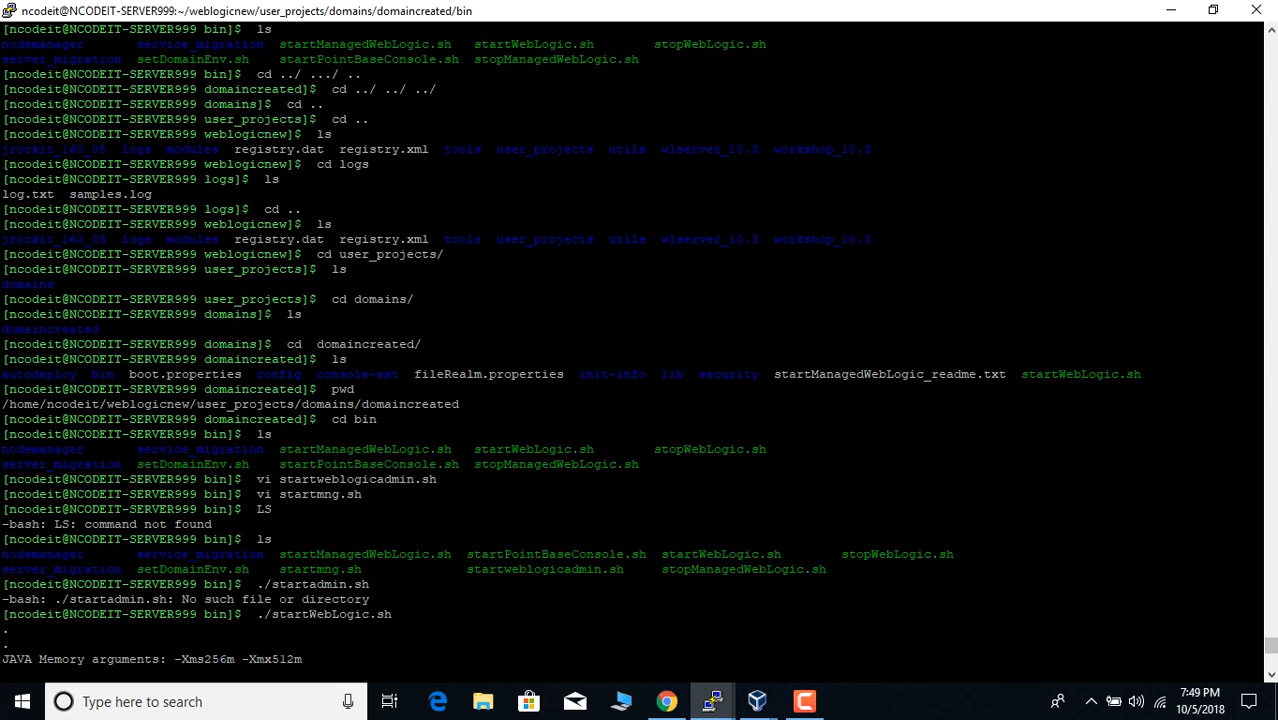 ncodeit@NCODEIT-SERVER999:~/weblogicnew/user_projects/domains/domaincreated/bin
[ncodeit@NCODEIT-SERVER999 bin]$  ls
nodemanager       service_migration  startManagedWebLogic.sh   startWebLogic.sh        stopWebLogic.sh
server_migration  setDomainEnv.sh    startPointBaseConsole.sh  stopManagedWebLogic.sh
[ncodeit@NCODEIT-SERVER999 bin]$  cd ../ .../ ..
[ncodeit@NCODEIT-SERVER999 domaincreated]$  cd ../ ../ ../
[ncodeit@NCODEIT-SERVER999 domains]$  cd ..
[ncodeit@NCODEIT-SERVER999 user_projects]$  cd ..
[ncodeit@NCODEIT-SERVER999 weblogicnew]$  ls
jrockit_160_05  logs  modules  registry.dat  registry.xml  tools  user_projects  utils  wlserver_10.3  workshop_10.3
[ncodeit@NCODEIT-SERVER999 weblogicnew]$  cd logs
[ncodeit@NCODEIT-SERVER999 logs]$  ls
log.txt  samples.log
[ncodeit@NCODEIT-SERVER999 logs]$  cd ..
[ncodeit@NCODEIT-SERVER999 weblogicnew]$  ls
jrockit_160_05  logs  modules  registry.dat  registry.xml  tools  user_projects  utils  wlserver_10.3  workshop_10.3
[ncodeit@NCODEIT-SERVER999 weblogicnew]$  cd user_projects/
[ncodeit@NCODEIT-SERVER999 user_projects]$  ls
domains
[ncodeit@NCODEIT-SERVER999 user_projects]$  cd domains/
[ncodeit@NCODEIT-SERVER999 domains]$  ls
domaincreated
[ncodeit@NCODEIT-SERVER999 domains]$  cd  domaincreated/
[ncodeit@NCODEIT-SERVER999 domaincreated]$  ls
autodeploy  bin  boot.properties  config  console-ext  fileRealm.properties  init-info  lib  security  startManagedWebLogic_readme.txt  startWebLogic.sh
[ncodeit@NCODEIT-SERVER999 domaincreated]$  pwd
/home/ncodeit/weblogicnew/user_projects/domains/domaincreated
[ncodeit@NCODEIT-SERVER999 domaincreated]$  cd bin
[ncodeit@NCODEIT-SERVER999 bin]$  ls
nodemanager       service_migration  startManagedWebLogic.sh   startWebLogic.sh        stopWebLogic.sh
server_migration  setDomainEnv.sh    startPointBaseConsole.sh  stopManagedWebLogic.sh
[ncodeit@NCODEIT-SERVER999 bin]$  vi startweblogicadmin.sh
[ncodeit@NCODEIT-SERVER999 bin]$  vi startmng.sh
[ncodeit@NCODEIT-SERVER999 bin]$  LS
-bash: LS: command not found
[ncodeit@NCODEIT-SERVER999 bin]$  ls
nodemanager       service_migration  startManagedWebLogic.sh  startPointBaseConsole.sh  startWebLogic.sh        stopWebLogic.sh
server_migration  setDomainEnv.sh    startmng.sh              startweblogicadmin.sh     stopManagedWebLogic.sh
[ncodeit@NCODEIT-SERVER999 bin]$  ./startadmin.sh
-bash: ./startadmin.sh: No such file or directory
[ncodeit@NCODEIT-SERVER999 bin]$  ./startWebLogic.sh
.
.
JAVA Memory arguments: -Xms256m -Xmx512m
Type here to search
7:49 PM
10/5/2018